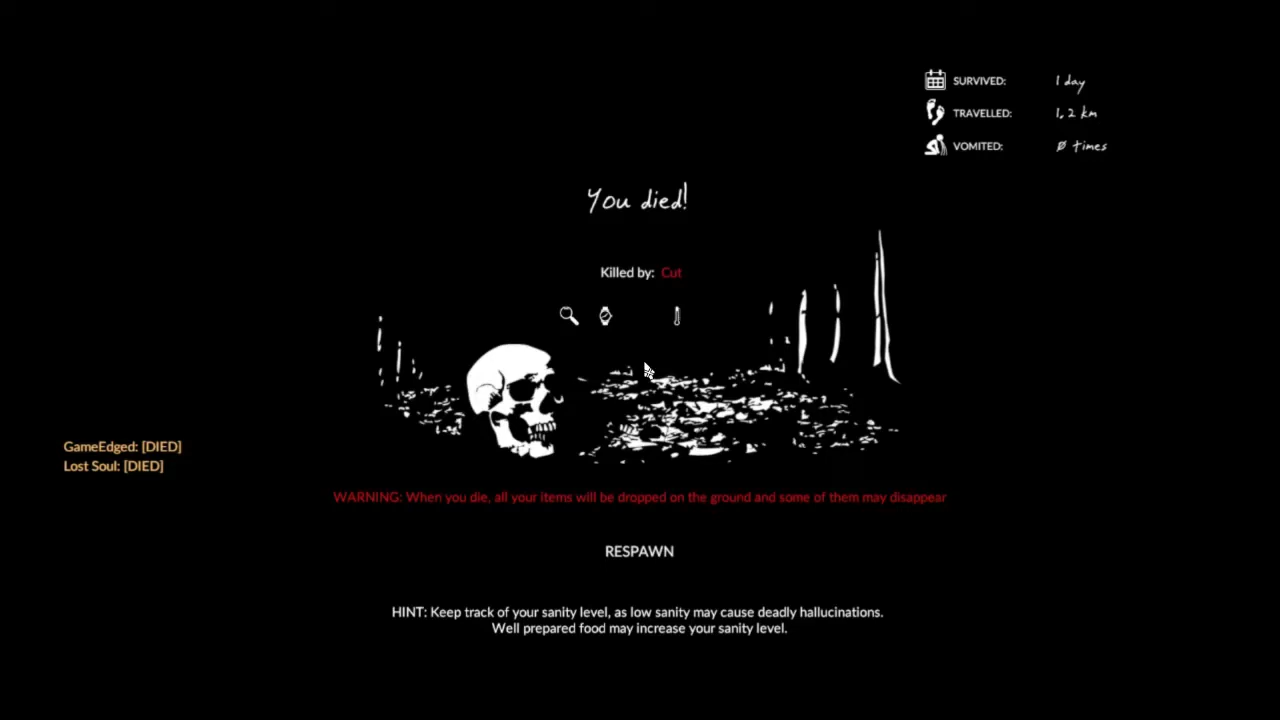 SURVIVED: 1 day
TRAVELLED: 1.2 km
VOMITED: 0 times
You died!
Killed by: Cut
GameEdged: [DIED]
Lost Soul: [DIED]
WARNING: When you die, all your items will be dropped on the ground and some of them may disappear
RESPAWN
HINT: Keep track of your sanity level, as low sanity may cause deadly hallucinations.
Well prepared food may increase your sanity level.